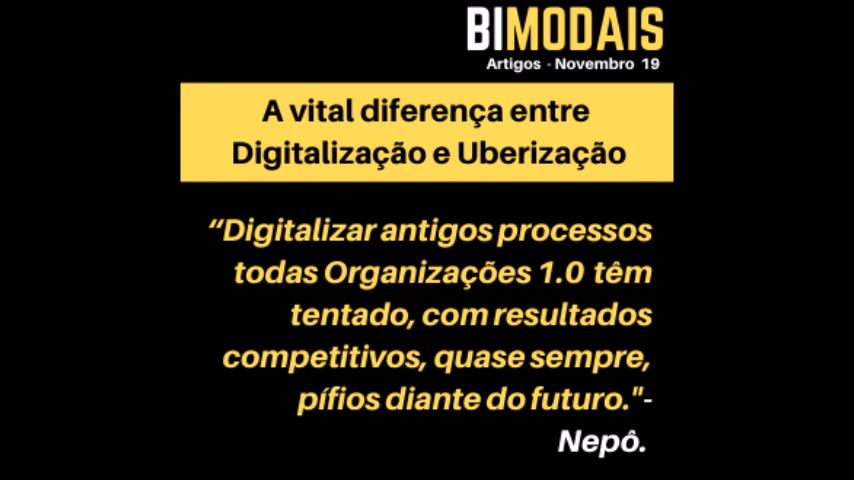 BIMODAIS
Artigos - Novembro 19
A vital diferença entre
Digitalização e Uberização
“Digitalizar antigos processos
todas Organizações 1.0 têm
tentado, com resultados
competitivos, quase sempre,
pífios diante do futuro."-
Nepô.